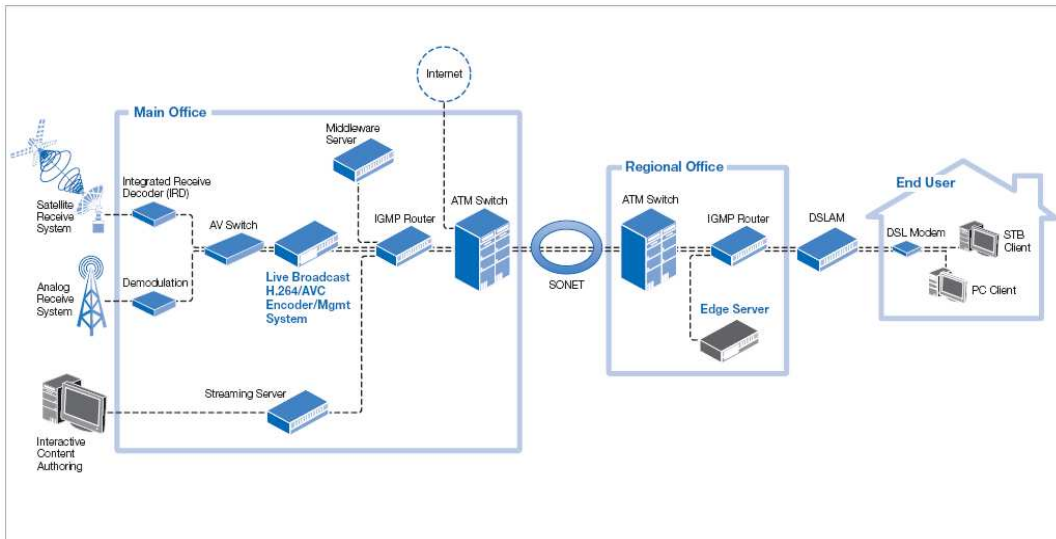 Internet
Main Office
Middleware
Server
Integrated Receive
Decoder (IRD)
Satellite
Receive
System
AV Switch
IGMP Router
ATM Switch
Live Broadcast
H.264/AVC
Encoder/Mgmt
System
Demodulation
Analog
Receive
System
Streaming Server
Interactive
Content
Authoring
SONET
Regional Office
ATM Switch
IGMP Router
Edge Server
DSLAM
End User
DSL Modem
STB
Client
PC Client